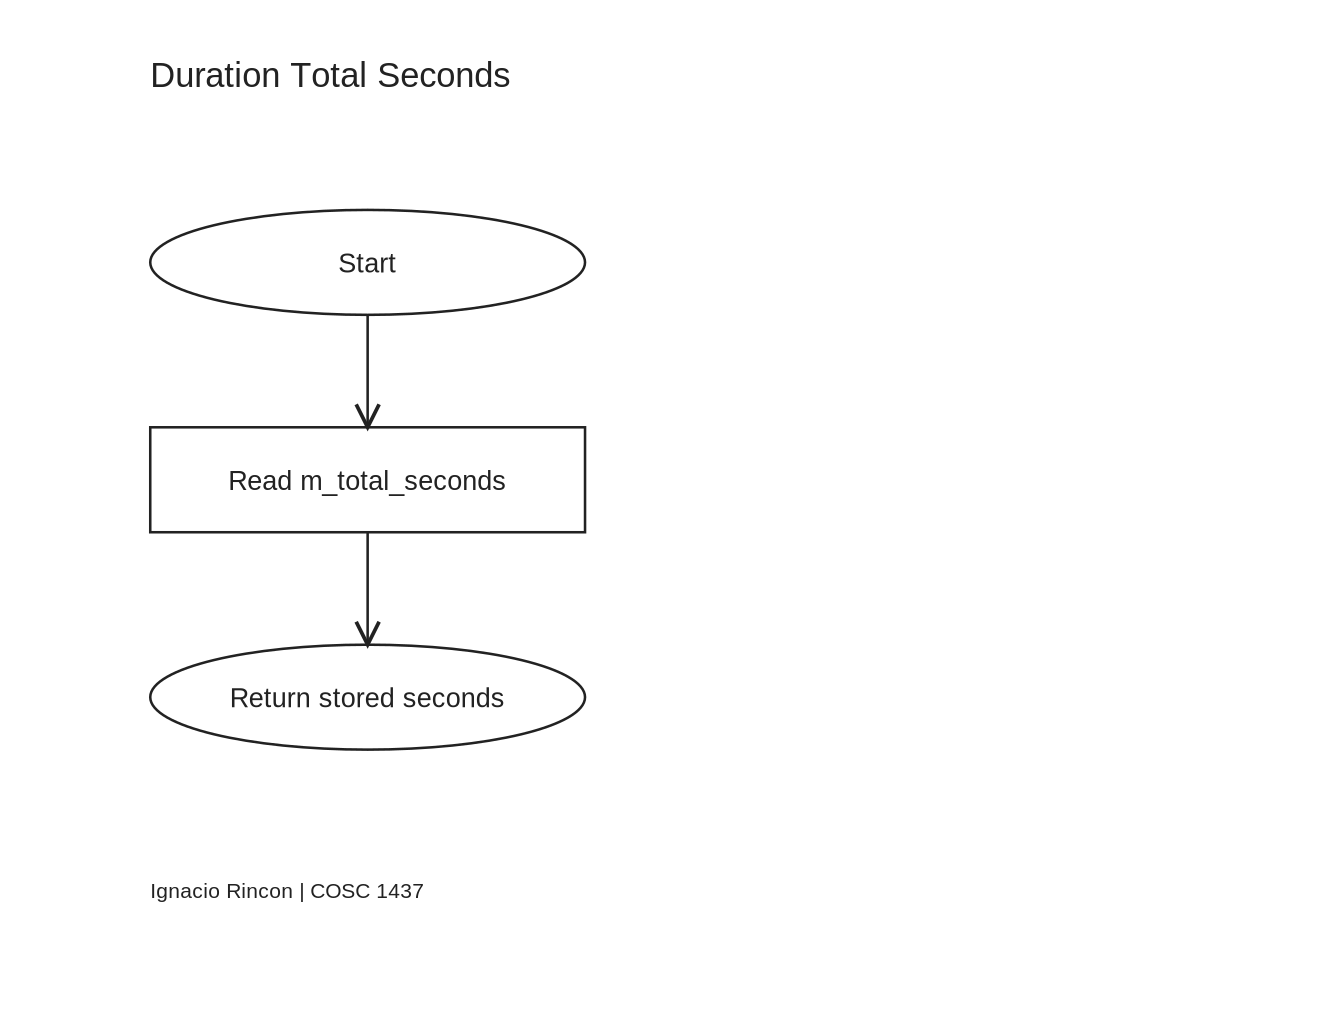 Duration Total Seconds
Start
Read m_total_seconds
Return stored seconds
Ignacio Rincon | COSC 1437